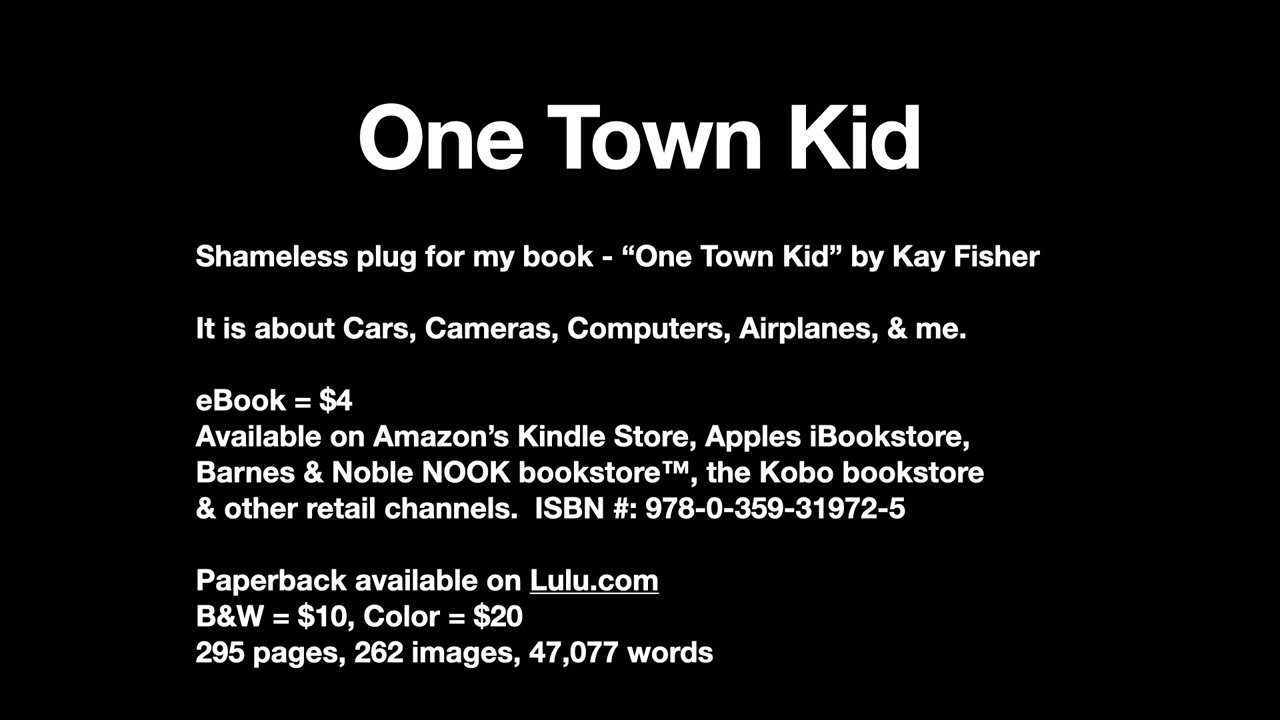 One Town Kid
Shameless plug for my book - “One Town Kid” by Kay Fisher
It is about Cars, Cameras, Computers, Airplanes, & me.
eBook = $4
Available on Amazon’s Kindle Store, Apples iBookstore,
Barnes & Noble NOOK bookstore™, the Kobo bookstore
& other retail channels.  ISBN #: 978-0-359-31972-5
Paperback available on Lulu.com
B&W = $10, Color = $20
295 pages, 262 images, 47,077 words